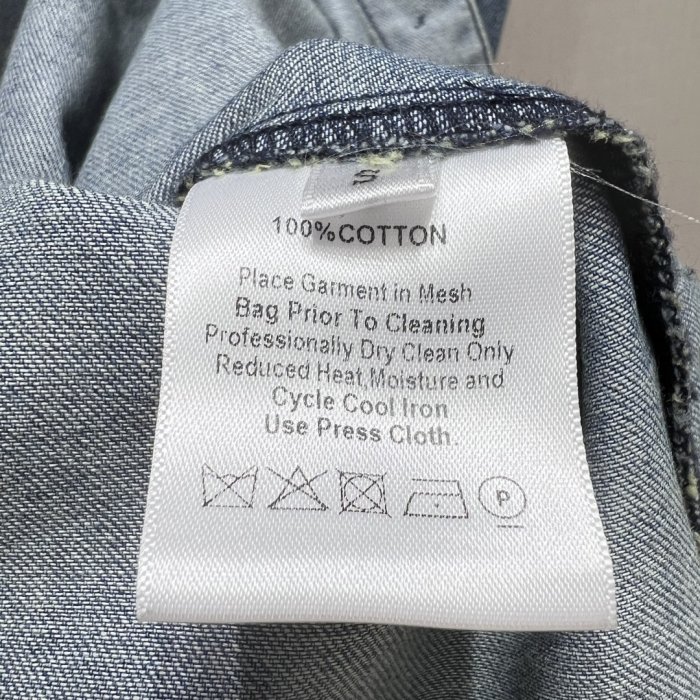 S
100%COTTON
Place Garment in Mesh
Bag Prior To Cleaning
Professionally Dry Clean Only
Reduced Heat,Moisture and
Cycle Cool Iron
Use Press Cloth.
P